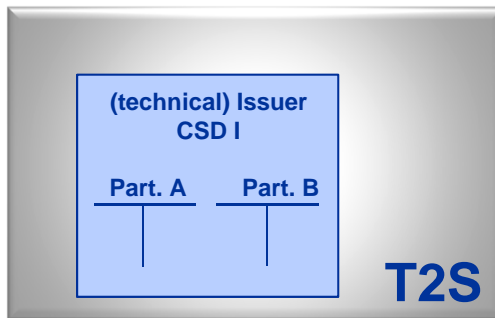 (technical) Issuer
CSD I
Part. A Part. B
T2S